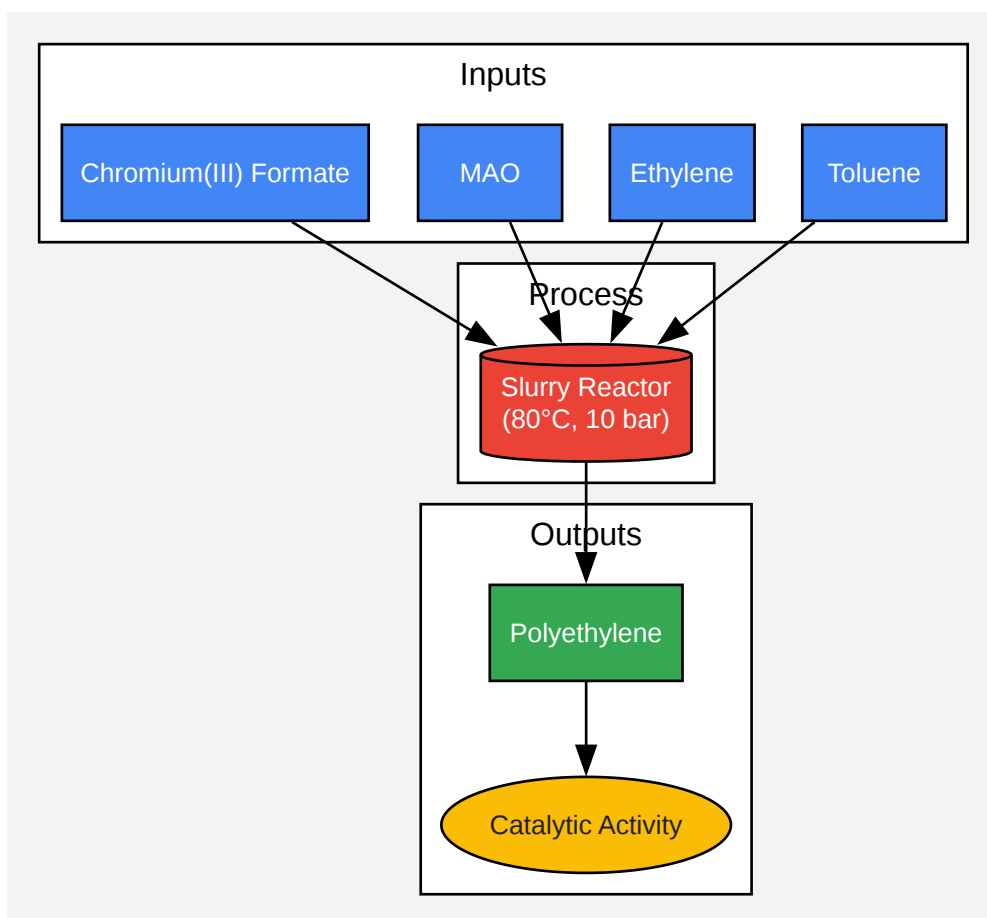 Inputs
Chromium(III) Formate
MAO
Ethylene
Toluene
Process
Slurry Reactor
(80°C, 10 bar)
Outputs
Polyethylene
Catalytic Activity